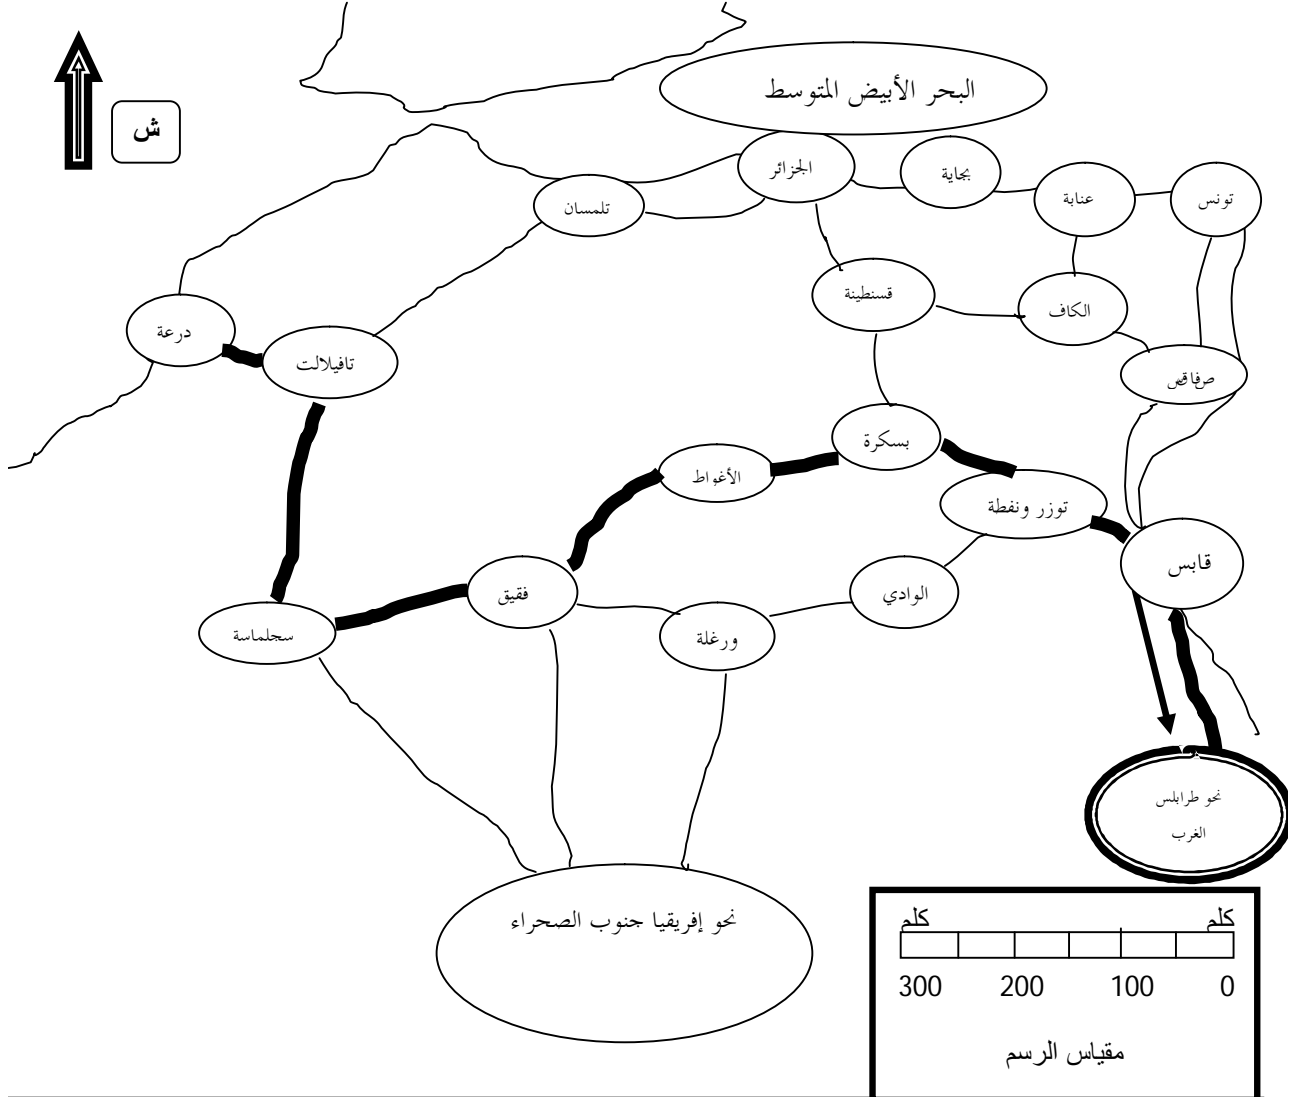 البحر الأبيض المتوسط
ش
الجزائر
بجاية
عنابة
تونس
تلمسان
قسنطينة
الكاف
درعة
تافيلالت
صفاقص
بسكرة
الأغواط
توزر ونفطة
قابس
فقيق
الوادي
سجلماسة
ورغلة
نحو طرابلس
الغرب
نحو إفريقيا جنوب الصحراء
كلم كلم
300 200 100 0
مقياس الرسم